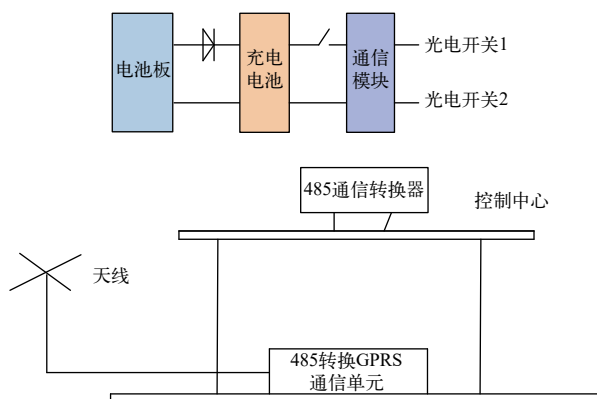 电池板
充电
电池
通信
模块
光电开关1
光电开关2
485通信转换器
控制中心
天线
485转换GPRS
通信单元